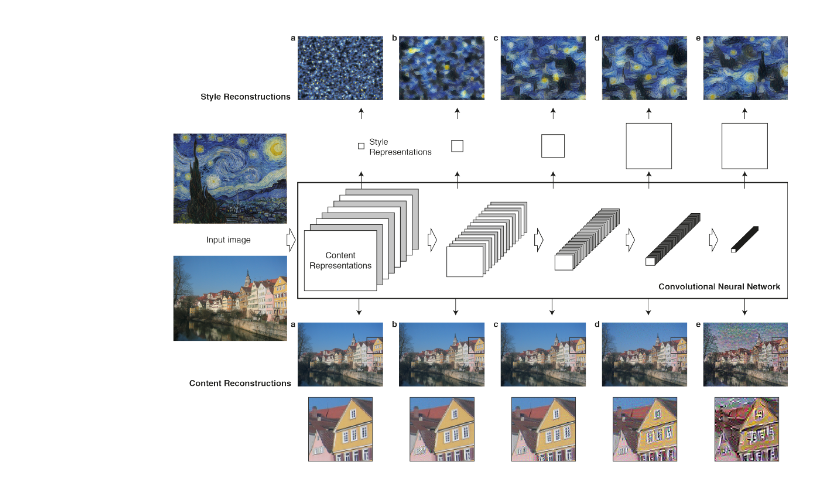 a
b
c
d
e
Style Reconstructions
Style
Representations
Input image
Content
Representations
Convolutional Neural Network
a
b
c
d
e
Content Reconstructions